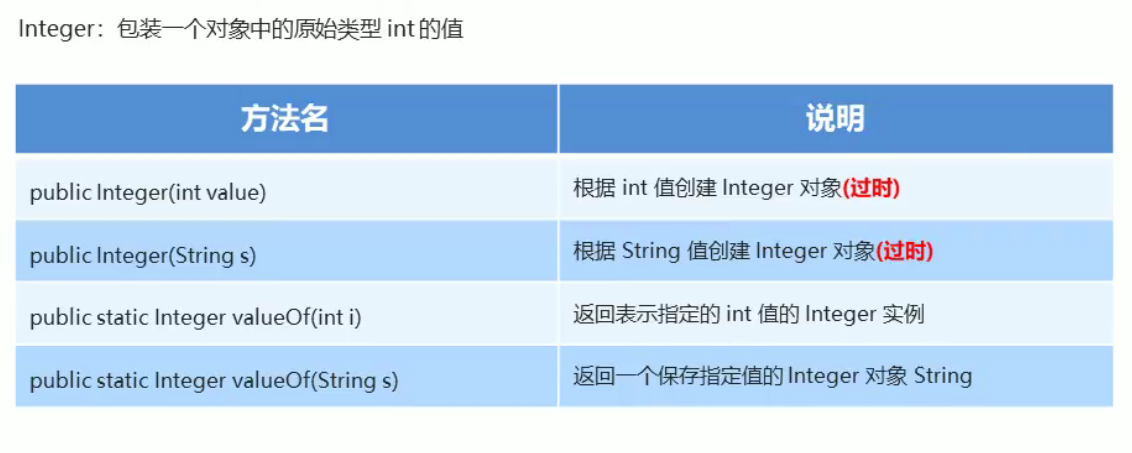 Integer：包装一个对象中的原始类型 int 的值
方法名 说明
public Integer(int value) 根据 int 值创建 Integer 对象(过时)
public Integer(String s) 根据 String 值创建 Integer 对象(过时)
public static Integer valueOf(int i) 返回表示指定的 int 值的 Integer 实例
public static Integer valueOf(String s) 返回一个保存指定值的 Integer 对象 String